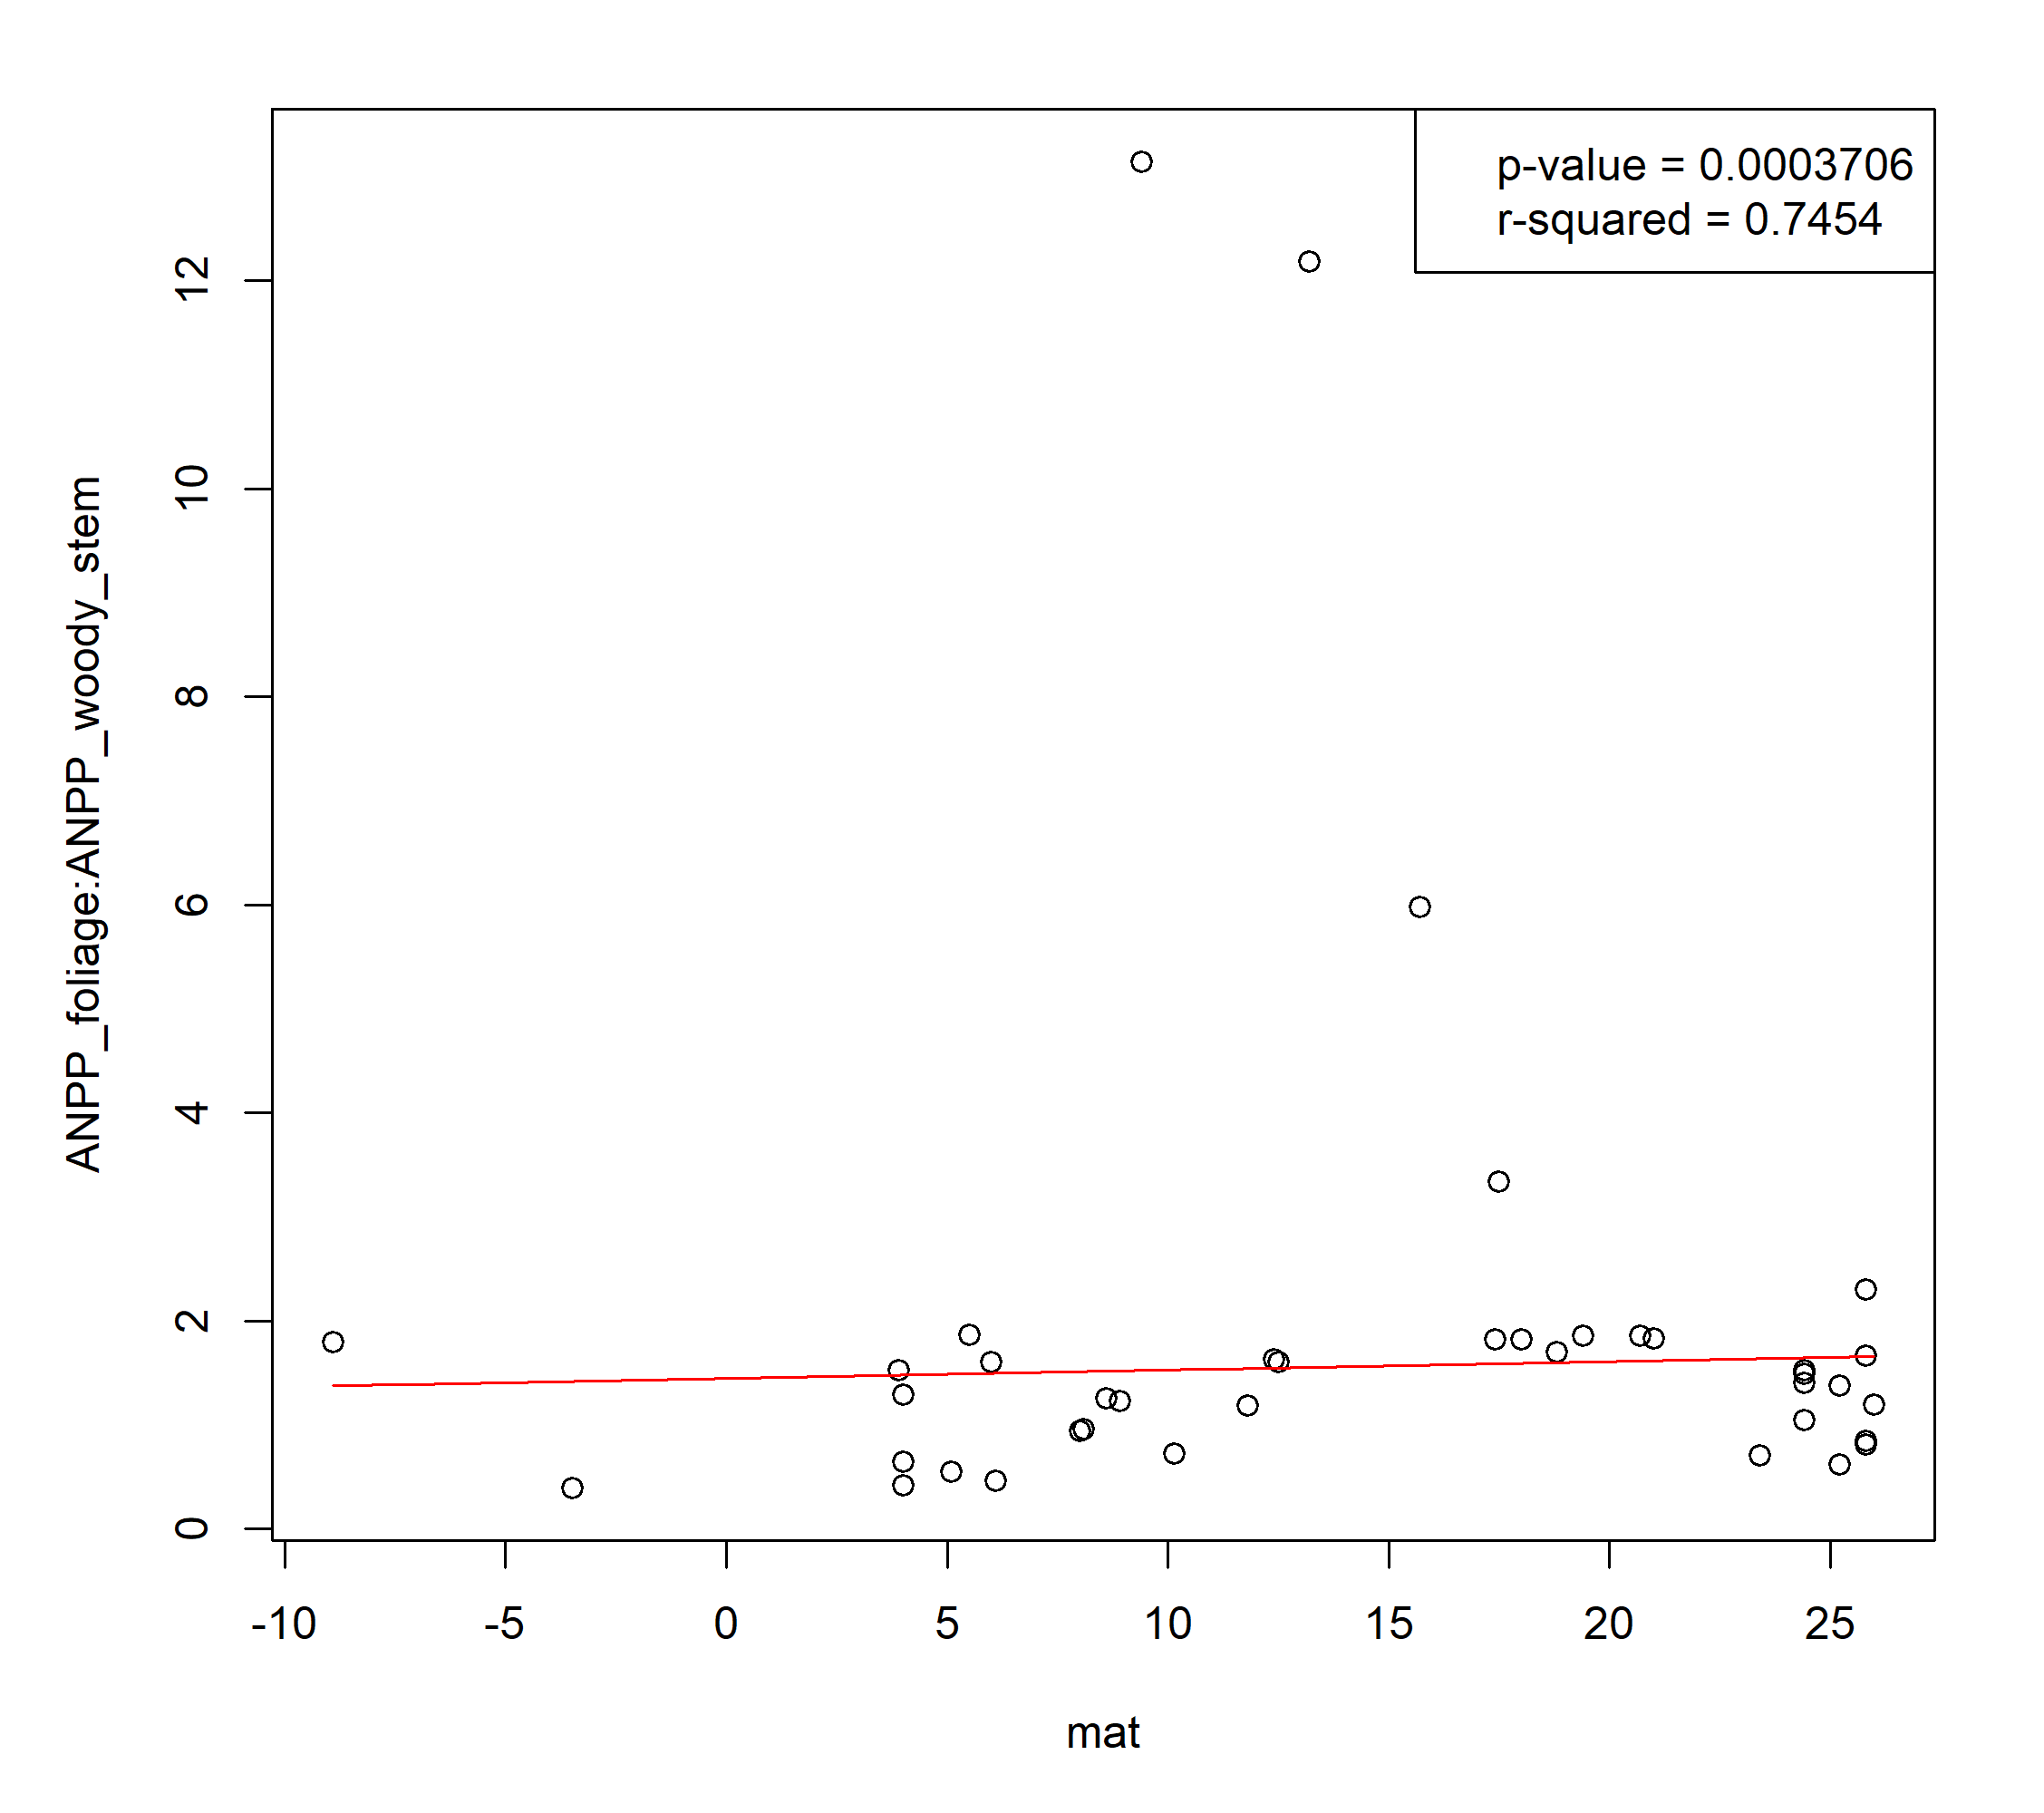 p-value = 0.0003706
r-squared = 0.7454
ANPP_foliage:ANPP_woody_stem
12
10
8
6
4
2
0
-10 -5 0 5 10 15 20 25
mat